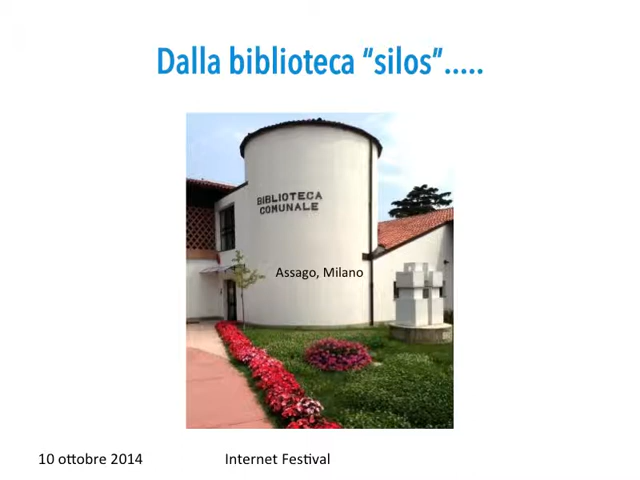 Dalla biblioteca “silos”.....
BIBLIOTECA
COMUNALE
Assago, Milano
10 ottobre 2014
Internet Festival